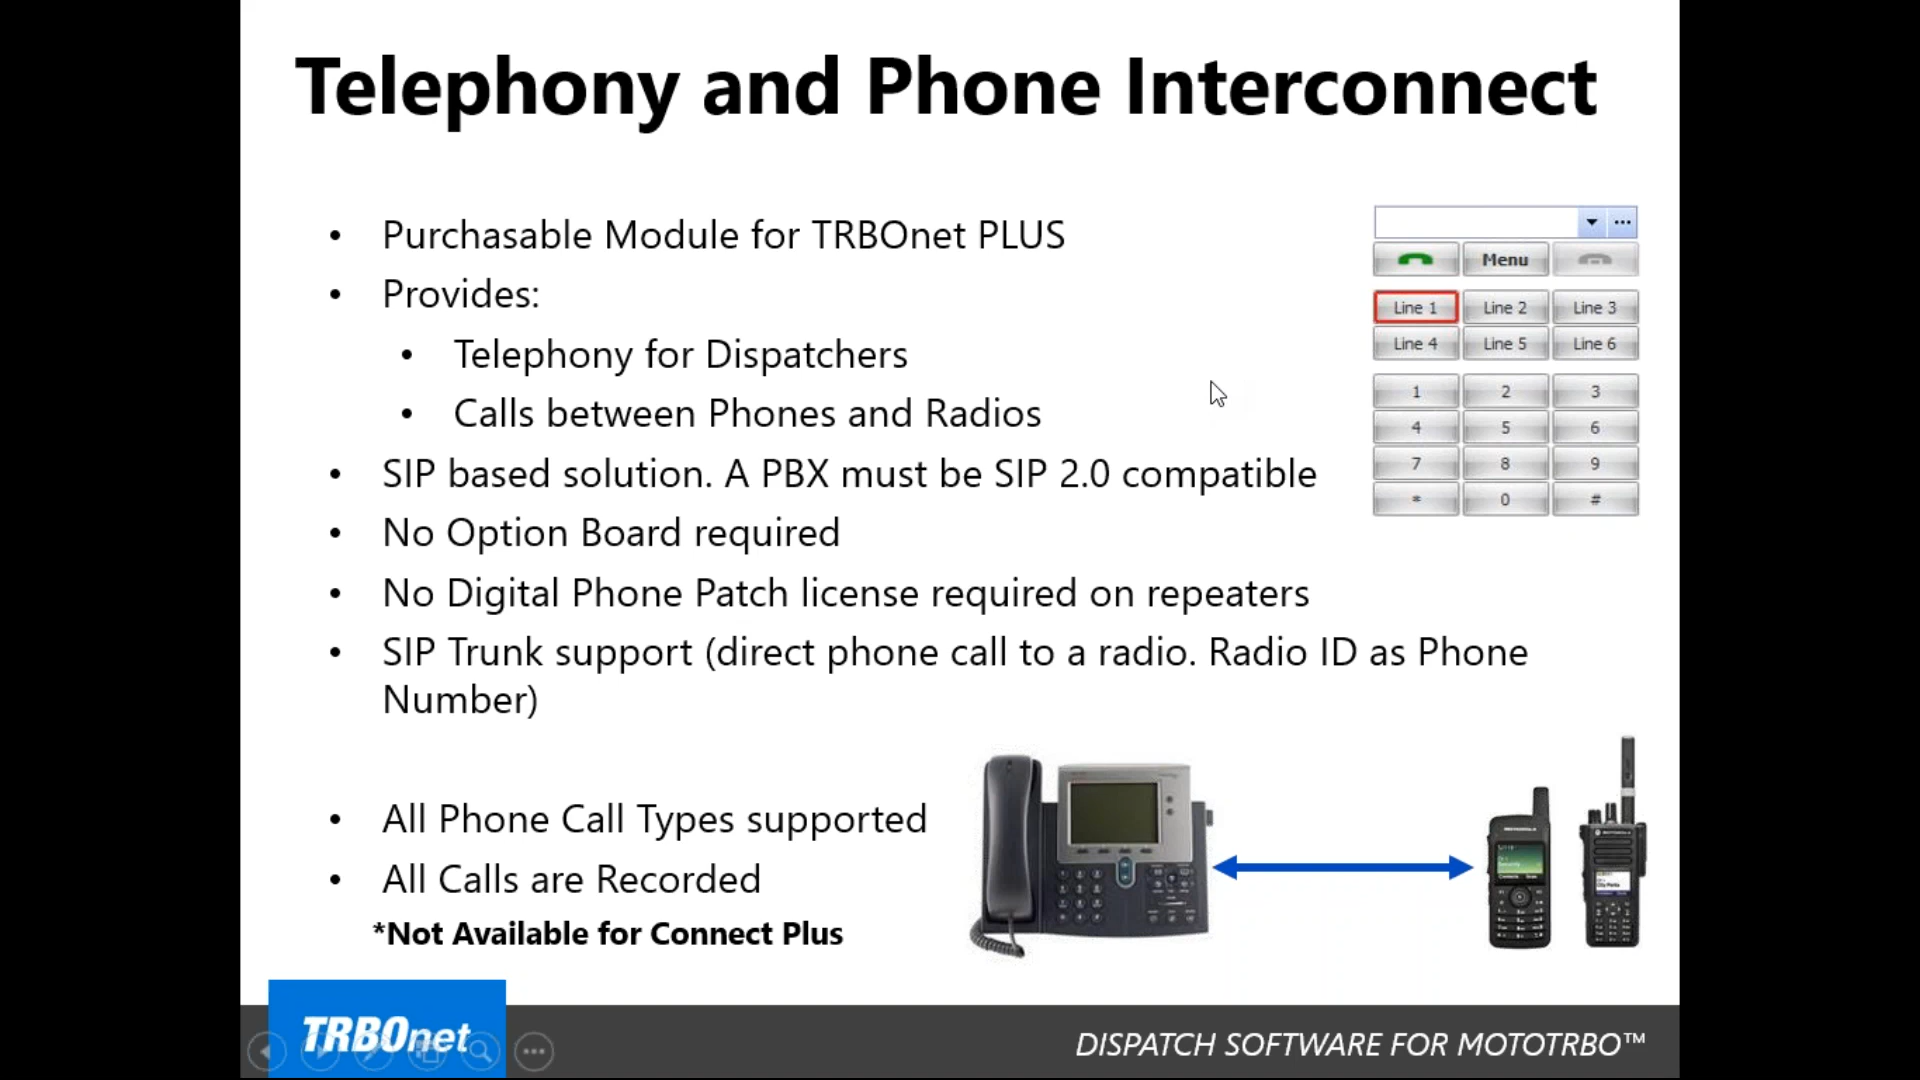 Telephony and Phone Interconnect
• Purchasable Module for TRBOnet PLUS
• Provides:
• Telephony for Dispatchers
• Calls between Phones and Radios
• SIP based solution. A PBX must be SIP 2.0 compatible
• No Option Board required
• No Digital Phone Patch license required on repeaters
• SIP Trunk support (direct phone call to a radio. Radio ID as Phone
Number)
• All Phone Call Types supported
• All Calls are Recorded
*Not Available for Connect Plus
Menu
Line 1 Line 2 Line 3
Line 4 Line 5 Line 6
1 2 3
4 5 6
7 8 9
* 0 #
TRBOnet
DISPATCH SOFTWARE FOR MOTOTRBO™